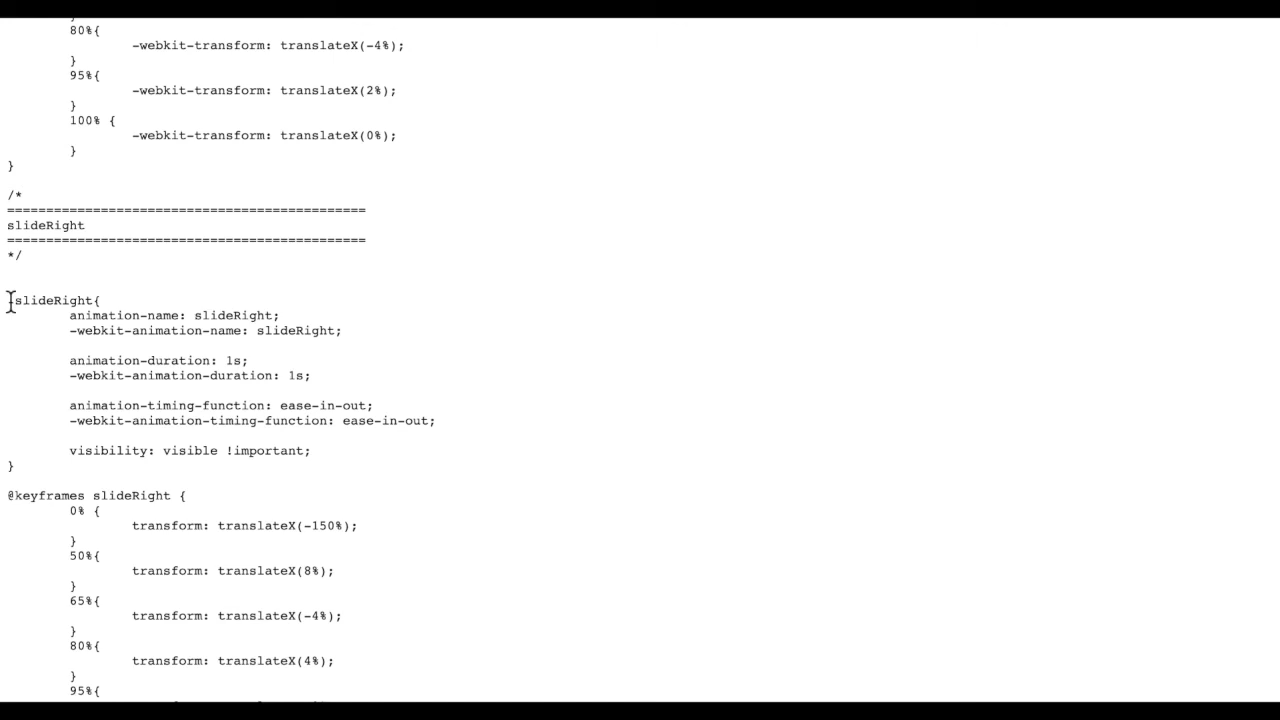 80%{
-webkit-transform: translateX(-4%);
}
95%{
-webkit-transform: translateX(2%);
}
100% {
-webkit-transform: translateX(0%);
}
}
/*
==============================================
slideRight
==============================================
*/
slideRight{
animation-name: slideRight;
-webkit-animation-name: slideRight;
animation-duration: 1s;
-webkit-animation-duration: 1s;
animation-timing-function: ease-in-out;
-webkit-animation-timing-function: ease-in-out;
visibility: visible !important;
}
@keyframes slideRight {
0% {
transform: translateX(-150%);
}
50%{
transform: translateX(8%);
}
65%{
transform: translateX(-4%);
}
80%{
transform: translateX(4%);
}
95%{